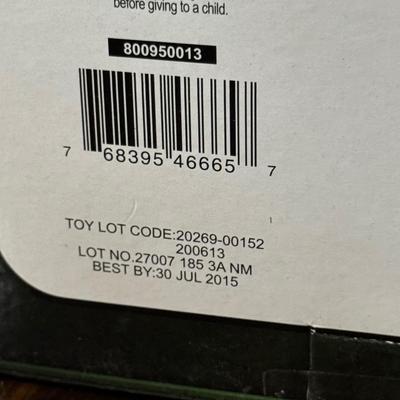 before giving to a child.
800950013
7 68395 46665 7
TOY LOT CODE:20269-00152
200613
LOT NO.27007 185 3A NM
BEST BY:30 JUL 2015